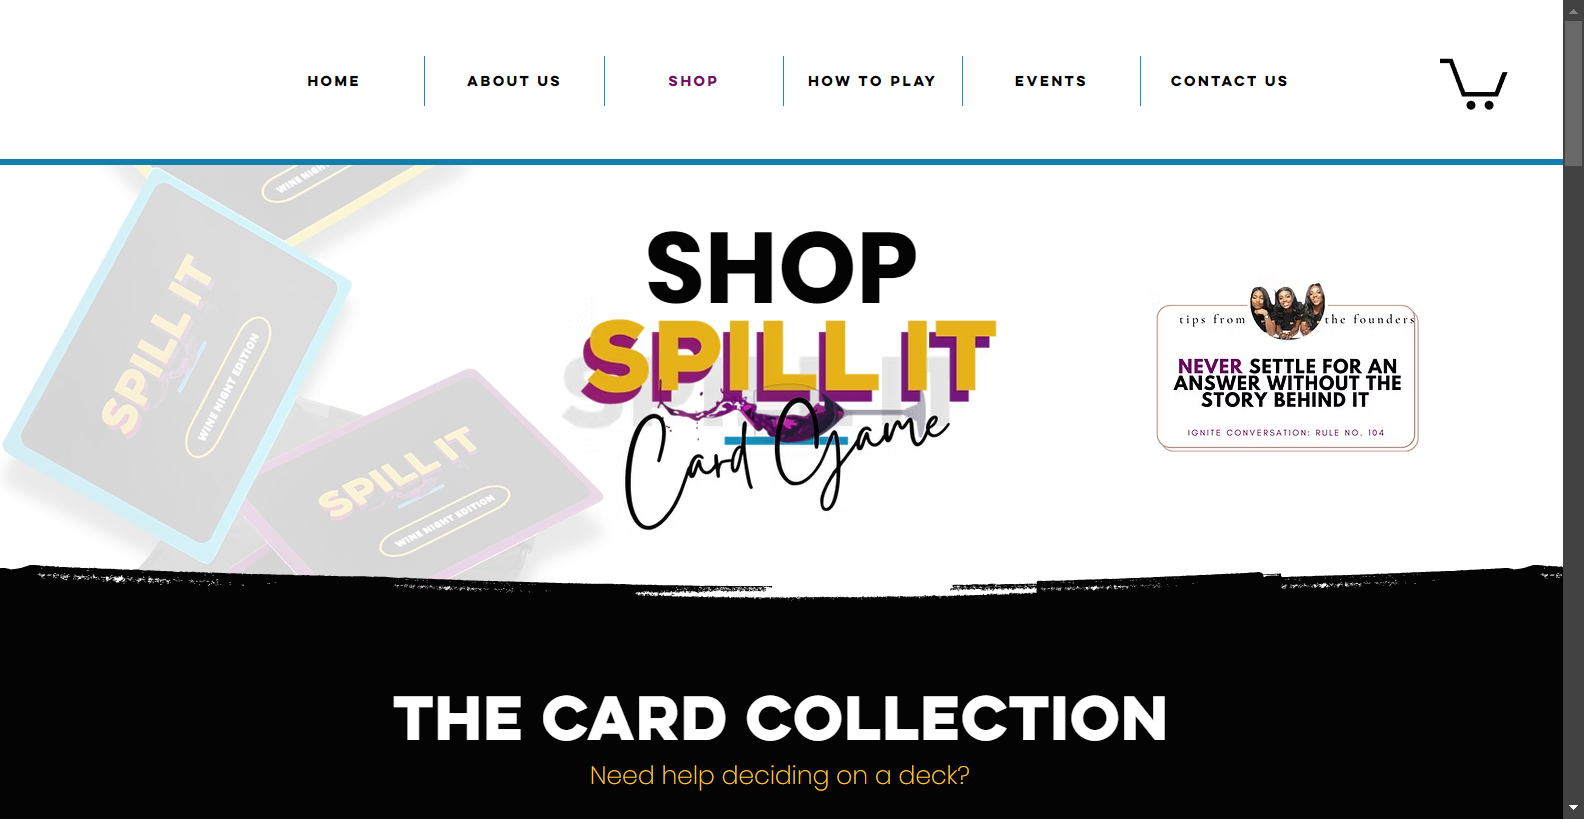 HOME
ABOUT US
SHOP
HOW TO PLAY
EVENTS
CONTACT US
WINE NIGHT
SPILL IT
WINE NIGHT EDITION
SPILL IT
WINE NIGHT EDITION
SHOP
SPILL IT
Card Game
tips from the founders
NEVER SETTLE FOR AN
ANSWER WITHOUT THE
STORY BEHIND IT
IGNITE CONVERSATION: RULE NO. 104
THE CARD COLLECTION
Need help deciding on a deck?